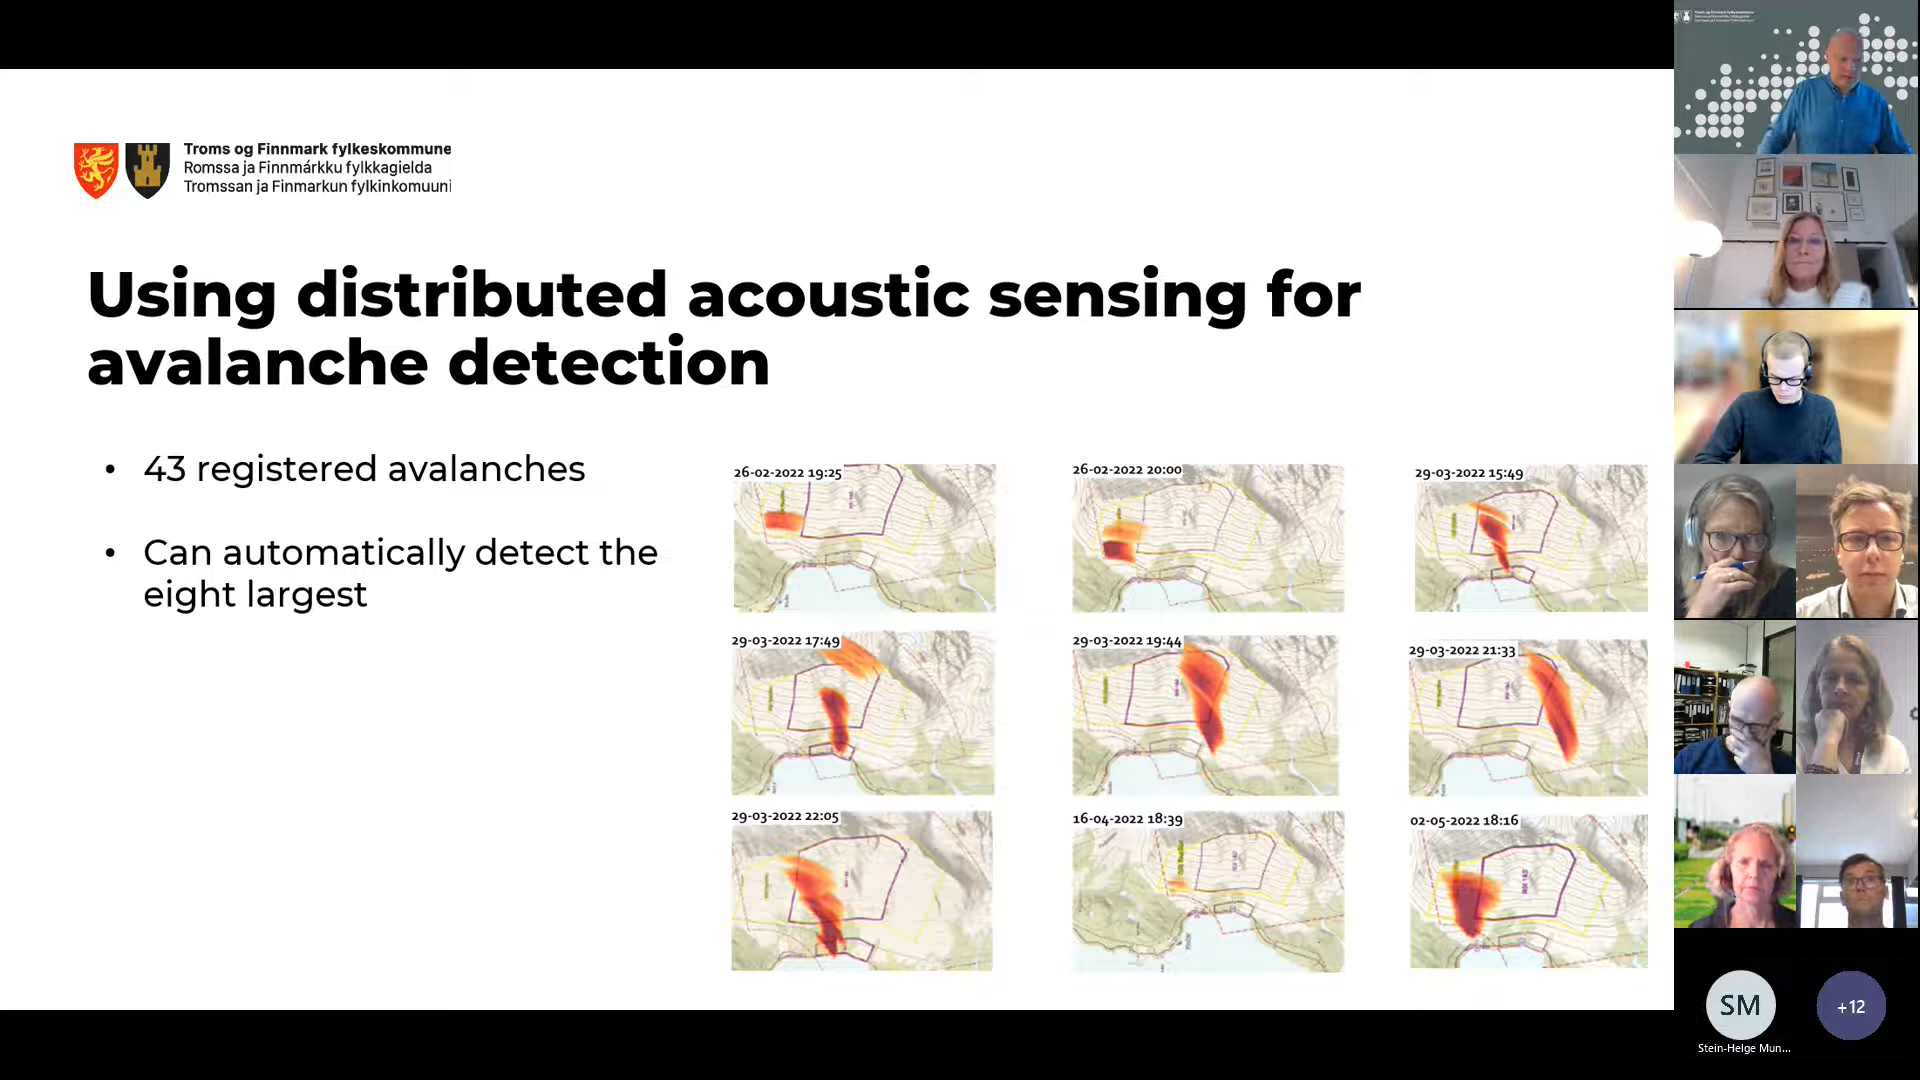 Troms og Finnmark fylkeskommune
Romssa ja Finnmárkku fylkkagielda
Tromssan ja Finmarkun fylkinkomuuni
Using distributed acoustic sensing for
avalanche detection
• 43 registered avalanches
• Can automatically detect the
eight largest
26-02-2022 19:25
26-02-2022 20:00
29-03-2022 15:49
29-03-2022 17:49
29-03-2022 19:44
29-03-2022 21:33
29-03-2022 22:05
16-04-2022 18:39
02-05-2022 18:16
SM
+12
Stein-Helge Mun...